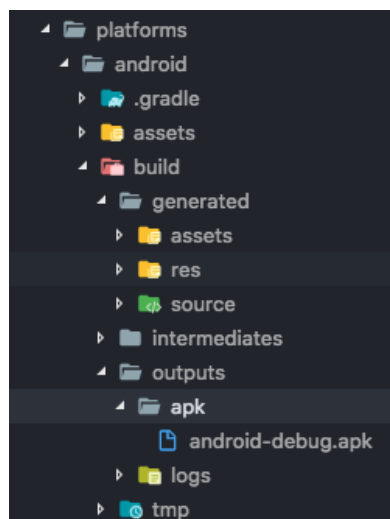 platforms
android
.gradle
assets
build
generated
assets
res
source
intermediates
outputs
apk
android-debug.apk
logs
tmp